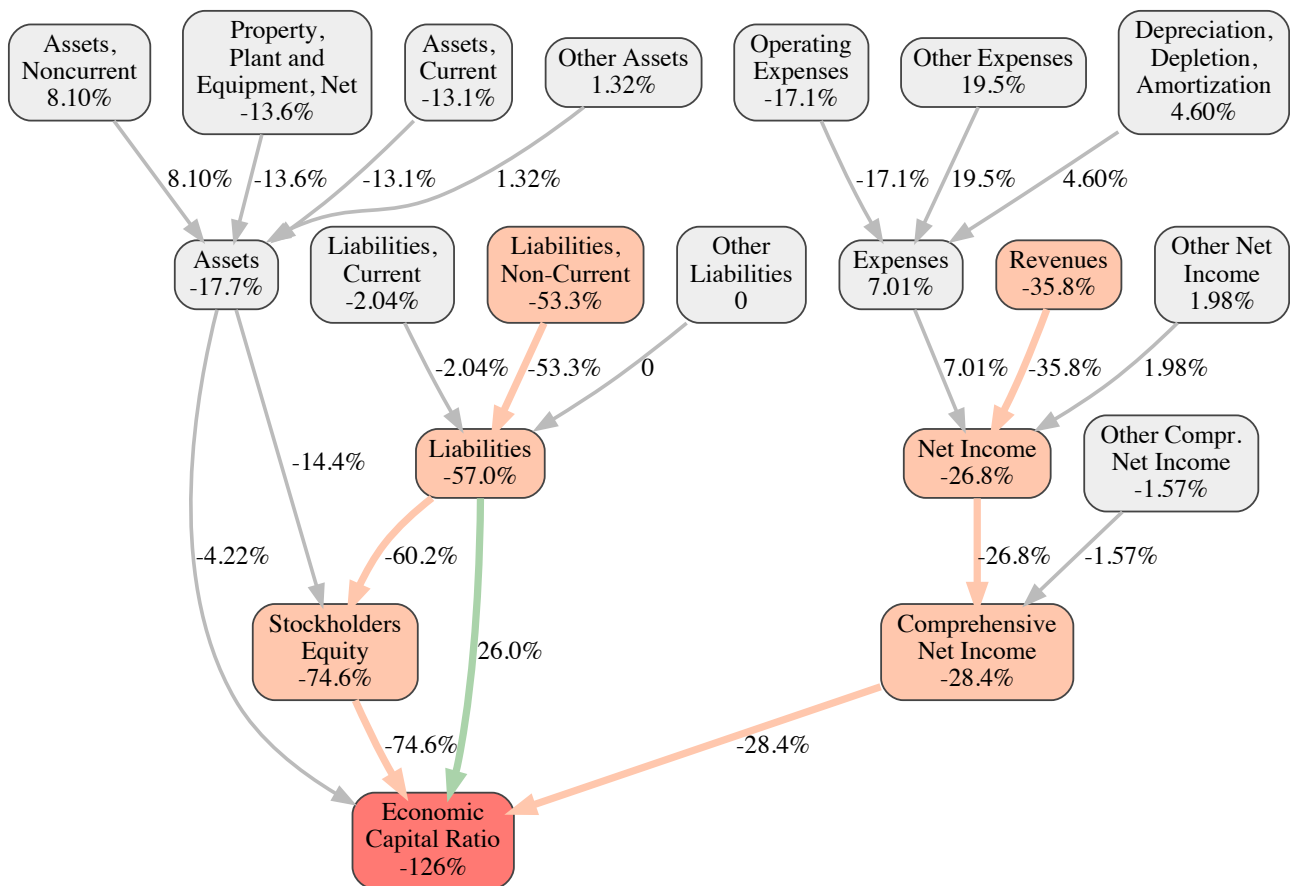 Assets,
Noncurrent
8.10%
Property,
Plant and
Equipment, Net
-13.6%
Assets,
Current
-13.1%
Other Assets
1.32%
Operating
Expenses
-17.1%
Other Expenses
19.5%
Depreciation,
Depletion,
Amortization
4.60%
8.10%
-13.6%
-13.1%
1.32%
-17.1%
19.5%
4.60%
Assets
-17.7%
Liabilities,
Current
-2.04%
Liabilities,
Non-Current
-53.3%
Other
Liabilities
0
Expenses
7.01%
Revenues
-35.8%
Other Net
Income
1.98%
-2.04%
-53.3%
0
7.01%
-35.8%
1.98%
-14.4%
Liabilities
-57.0%
Net Income
-26.8%
Other Compr.
Net Income
-1.57%
-4.22%
-60.2%
-26.8%
-1.57%
Stockholders
Equity
-74.6%
26.0%
Comprehensive
Net Income
-28.4%
-74.6%
-28.4%
Economic
Capital Ratio
-126%